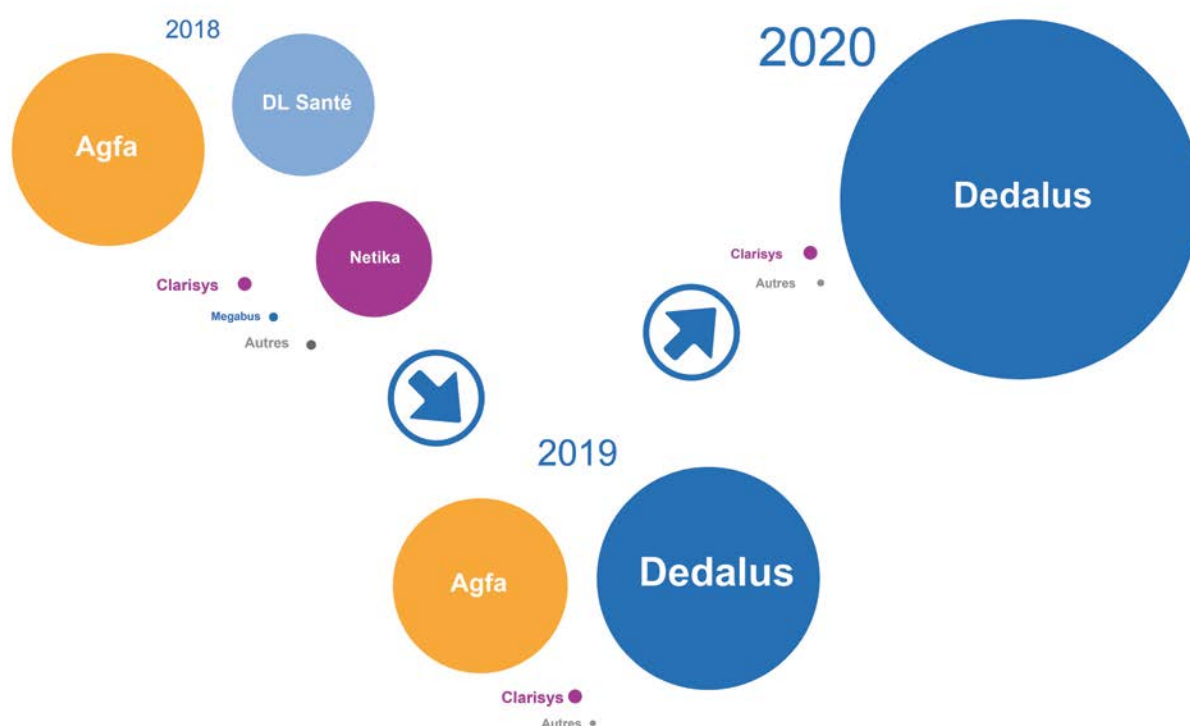 2018
DL Santé
Agfa
Netika
Clarisys
Megabus
Autres
2019
Agfa
Dedalus
Clarisys
Autres
2020
Dedalus
Clarisys
Autres